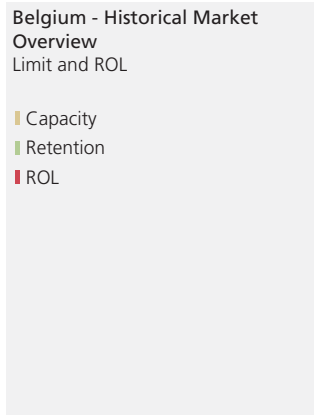 Belgium - Historical Market
Overview
Limit and ROL
Capacity
Retention
ROL